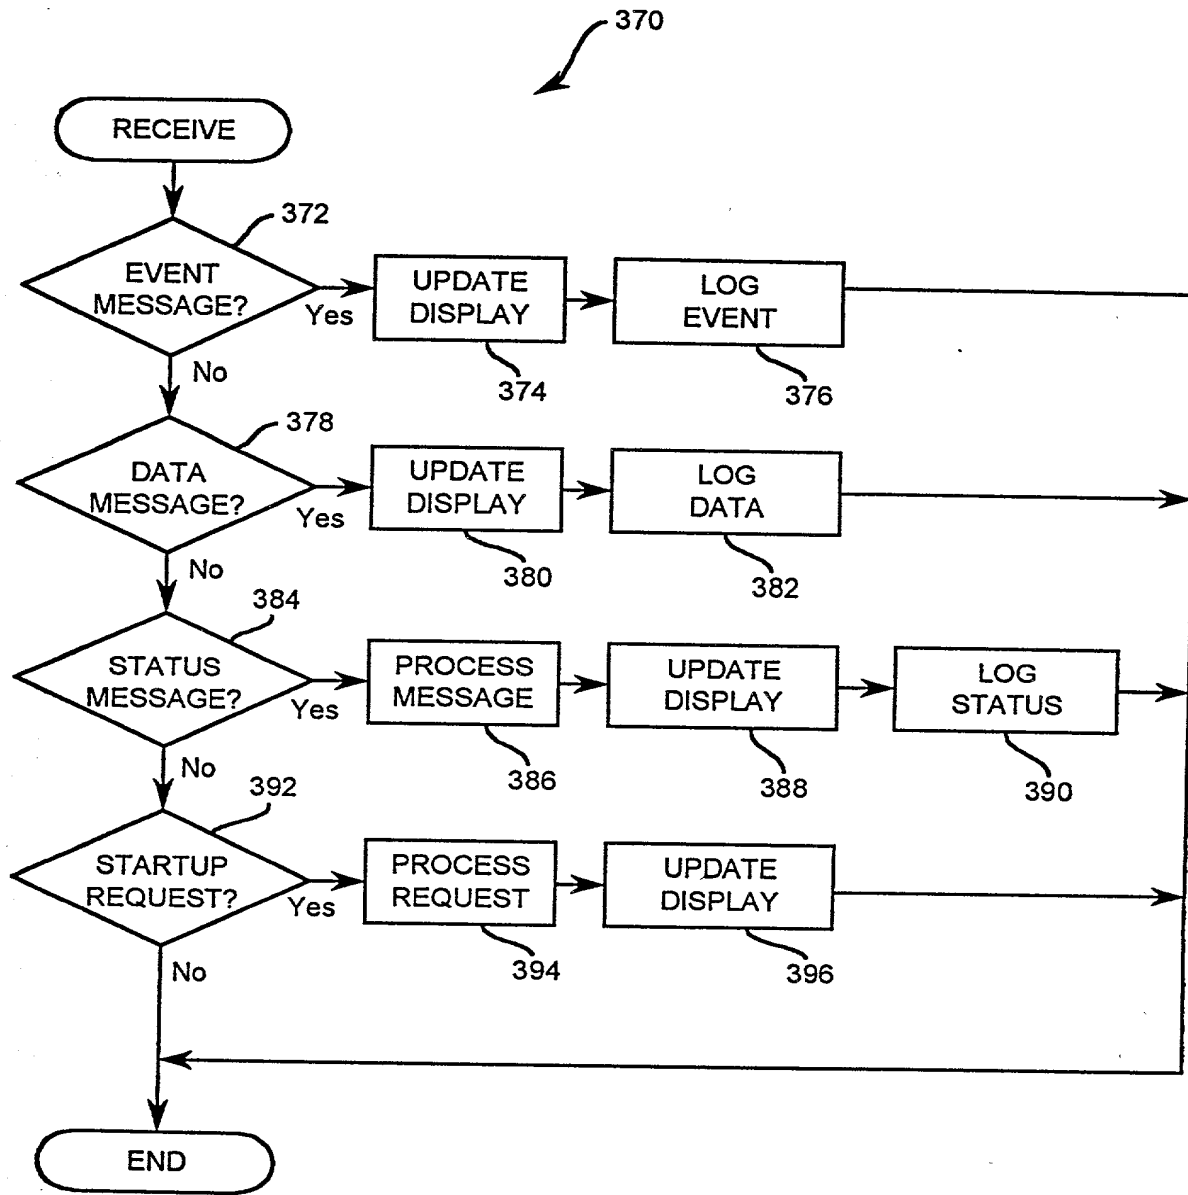 370
RECEIVE
372
EVENT
MESSAGE?
Yes
UPDATE
DISPLAY
374
LOG
EVENT
376
No
378
DATA
MESSAGE?
Yes
UPDATE
DISPLAY
380
LOG
DATA
382
No
384
STATUS
MESSAGE?
Yes
PROCESS
MESSAGE
386
UPDATE
DISPLAY
388
LOG
STATUS
390
No
392
STARTUP
REQUEST?
Yes
PROCESS
REQUEST
394
UPDATE
DISPLAY
396
No
END